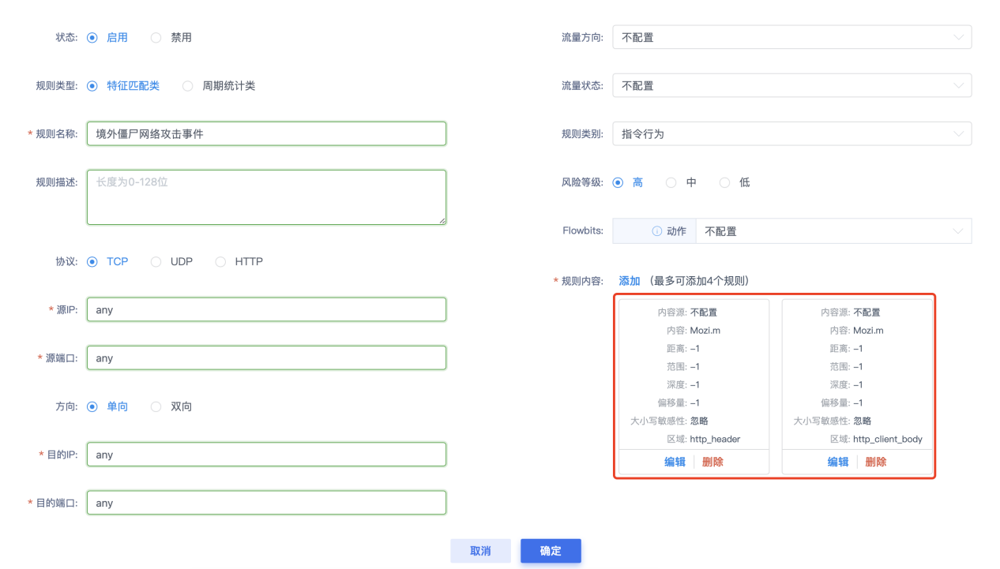 状态: 启用 禁用
规则类型: 特征匹配类 周期统计类
* 规则名称: 境外僵尸网络攻击事件
规则描述: 长度为0-128位
协议: TCP UDP HTTP
* 源IP: any
* 源端口: any
方向: 单向 双向
* 目的IP: any
* 目的端口: any
流量方向: 不配置
流量状态: 不配置
规则类别: 指令行为
风险等级: 高 中 低
Flowbits: 动作 不配置
* 规则内容: 添加 (最多可添加4个规则)
内容源: 不配置
内容: Mozi.m
距离: -1
范围: -1
深度: -1
偏移量: -1
大小写敏感性: 忽略
区域: http_header
编辑 删除
内容源: 不配置
内容: Mozi.m
距离: -1
范围: -1
深度: -1
偏移量: -1
大小写敏感性: 忽略
区域: http_client_body
编辑 删除
取消 确定